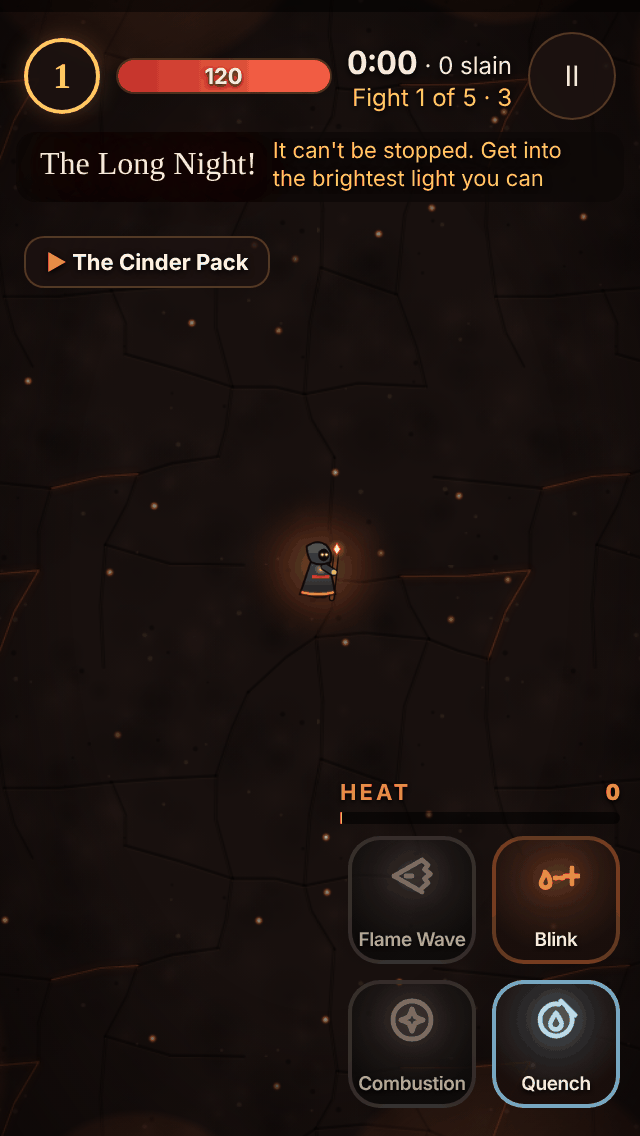 1
120
0:00 · 0 slain
Fight 1 of 5 · 3
The Long Night!
It can't be stopped. Get into
the brightest light you can
The Cinder Pack
HEAT 0
Flame Wave
Blink
Combustion
Quench